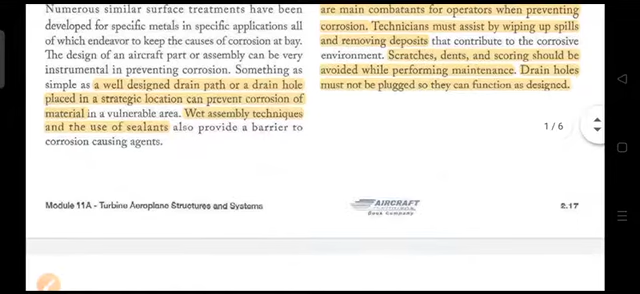 Numerous similar surface treatments have been
developed for specific metals in specific applications all
of which endeavor to keep the causes of corrosion at bay.
The design of an aircraft part or assembly can be very
instrumental in preventing corrosion. Something as
simple as a well designed drain path or a drain hole
placed in a strategic location can prevent corrosion of
material in a vulnerable area. Wet assembly techniques
and the use of sealants also provide a barrier to
corrosion causing agents.
are main combatants for operators when preventing
corrosion. Technicians must assist by wiping up spills
and removing deposits that contribute to the corrosive
environment. Scratches, dents, and scoring should be
avoided while performing maintenance. Drain holes
must not be plugged so they can function as designed.
1 / 6
Module 11A - Turbine Aeroplane Structures and Systems
AIRCRAFT
Book Company
2.17